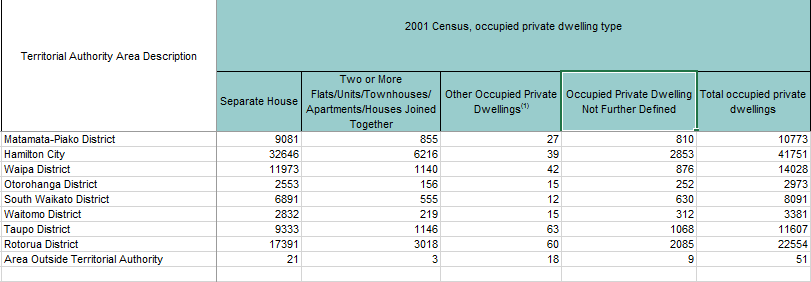 2001 Census, occupied private dwelling type
Territorial Authority Area Description
Separate House
Two or More
Flats/Units/Townhouses/
Apartments/Houses Joined
Together
Other Occupied Private
Dwellings(1)
Occupied Private Dwelling
Not Further Defined
Total occupied private
dwellings
Matamata-Piako District 9081 855 27 810 10773
Hamilton City 32646 6216 39 2853 41751
Waipa District 11973 1140 42 876 14028
Otorohanga District 2553 156 15 252 2973
South Waikato District 6891 555 12 630 8091
Waitomo District 2832 219 15 312 3381
Taupo District 9333 1146 63 1068 11607
Rotorua District 17391 3018 60 2085 22554
Area Outside Territorial Authority 21 3 18 9 51